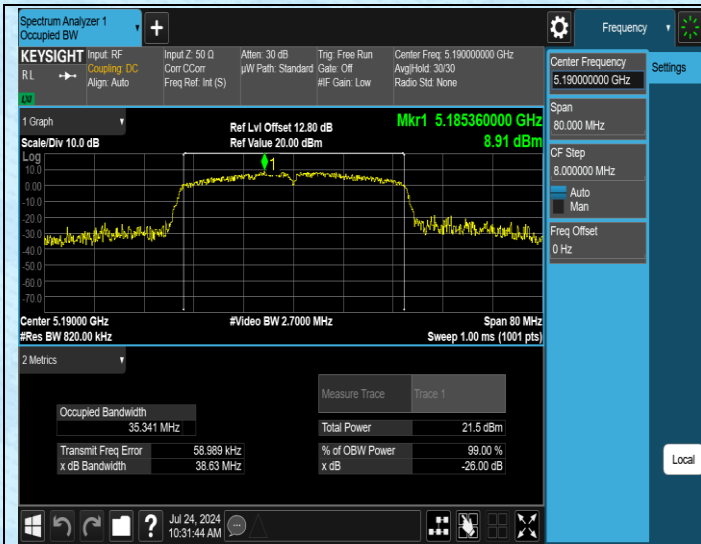 Spectrum Analyzer 1
Occupied BW
Frequency
KEYSIGHT
RL
LXI
Input: RF
Coupling: DC
Align: Auto
Input Z: 50 Ω
Corr CCorr
Freq Ref: Int (S)
Atten: 30 dB
µW Path: Standard
Trig: Free Run
Gate: Off
#IF Gain: Low
Center Freq: 5.190000000 GHz
Avg|Hold: 30/30
Radio Std: None
Center Frequency
5.190000000 GHz
Settings
Span
80.000 MHz
CF Step
8.000000 MHz
Auto
Man
Freq Offset
0 Hz
Local
1 Graph
Scale/Div 10.0 dB
Ref Lvl Offset 12.80 dB
Ref Value 20.00 dBm
Mkr1 5.185360000 GHz
8.91 dBm
Log
1
10.0
0.00
-10.0
-20.0
-30.0
-40.0
-50.0
-60.0
-70.0
Center 5.19000 GHz
#Res BW 820.00 kHz
#Video BW 2.7000 MHz
Span 80 MHz
Sweep 1.00 ms (1001 pts)
2 Metrics
Measure Trace Trace 1
Occupied Bandwidth
35.341 MHz
Total Power 21.5 dBm
Transmit Freq Error 58.989 kHz
% of OBW Power 99.00 %
x dB Bandwidth 38.63 MHz
x dB -26.00 dB
Jul 24, 2024
10:31:44 AM